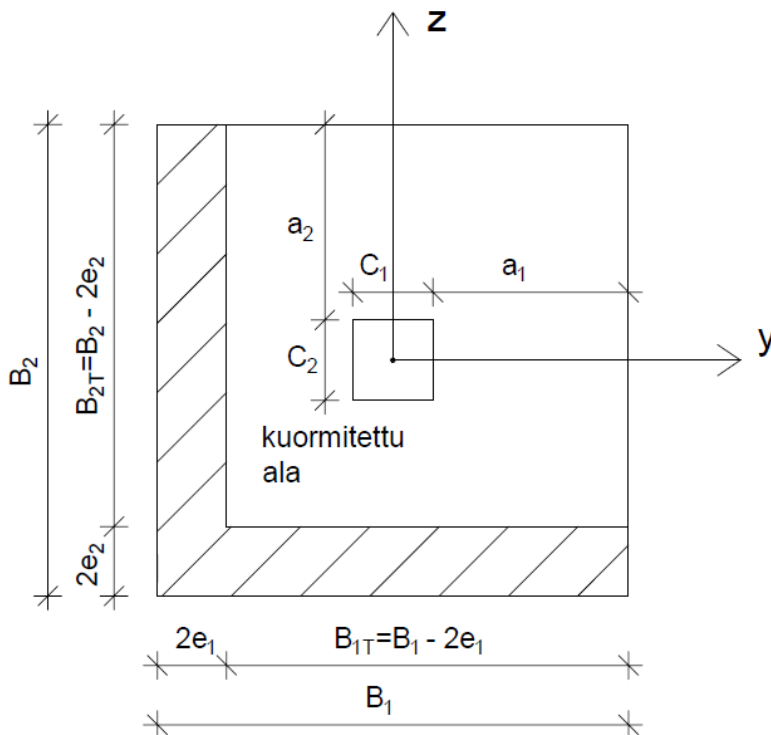 z
a₂
C₁
a₁
C₂
y
B₂
B₂T=B₂ - 2e₂
kuormitettu
ala
2e₂
2e₁
B₁T=B₁ - 2e₁
B₁